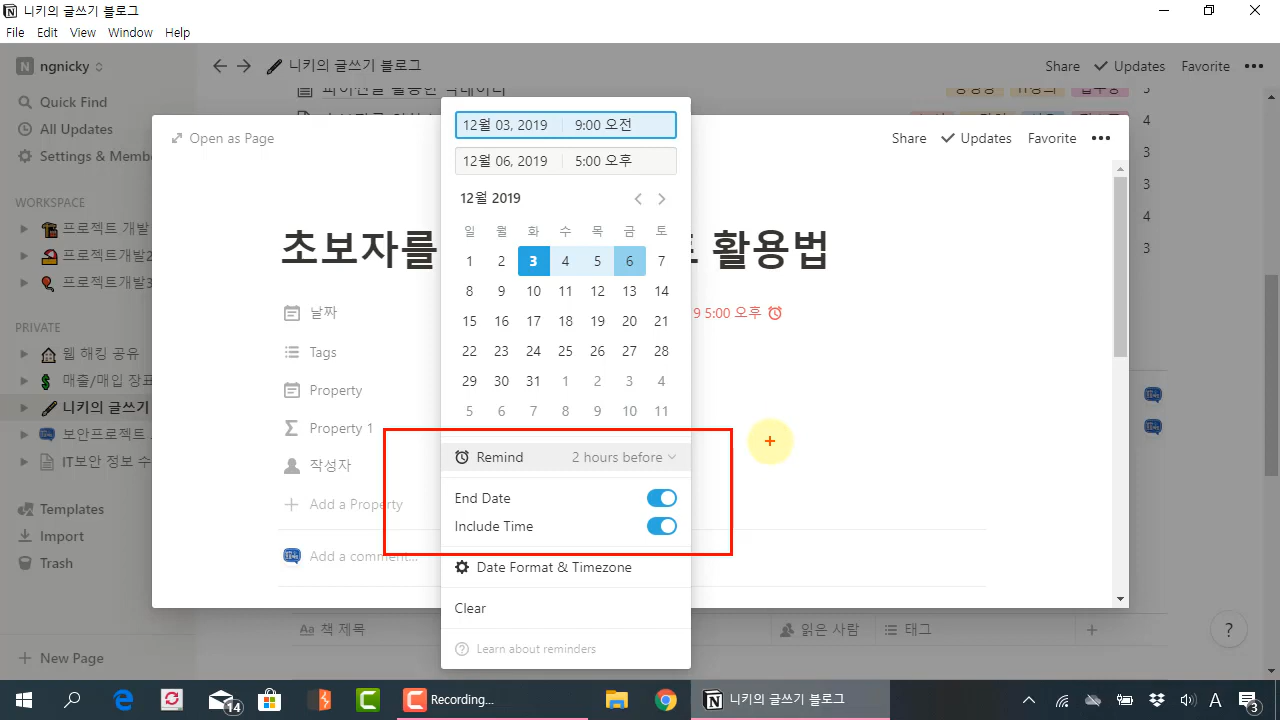 니키의 글쓰기 블로그
File Edit View Window Help
N ngnicky
니키의 글쓰기 블로그
Share Updates Favorite
Quick Find
All Updates
Settings & Membe
WORKSPACE
프로젝트 개발
프로젝트개발2
프로젝트개발3
PRIVATE
웹 해킹 공유
매출/매입 장표
니키의 글쓰기
보안프로젝트
IT보안 정보 수
Templates
Import
Trash
New Page
5
4
3
3
4
3
Open as Page
Share Updates Favorite
초보자를 활용법
날짜
9 5:00 오후
Tags
Property
Property 1
작성자
Add a Property
Add a comment...
12월 03, 2019 9:00 오전
12월 06, 2019 5:00 오후
12월 2019
일 월 화 수 목 금 토
1 2 3 4 5 6 7
8 9 10 11 12 13 14
15 16 17 18 19 20 21
22 23 24 25 26 27 28
29 30 31 1 2 3 4
5 6 7 8 9 10 11
Remind 2 hours before
End Date
Include Time
Date Format & Timezone
Clear
Learn about reminders
Aa 책 제목 읽은 사람 태그
?
14
Recording...
니키의 글쓰기 블로그
A
3